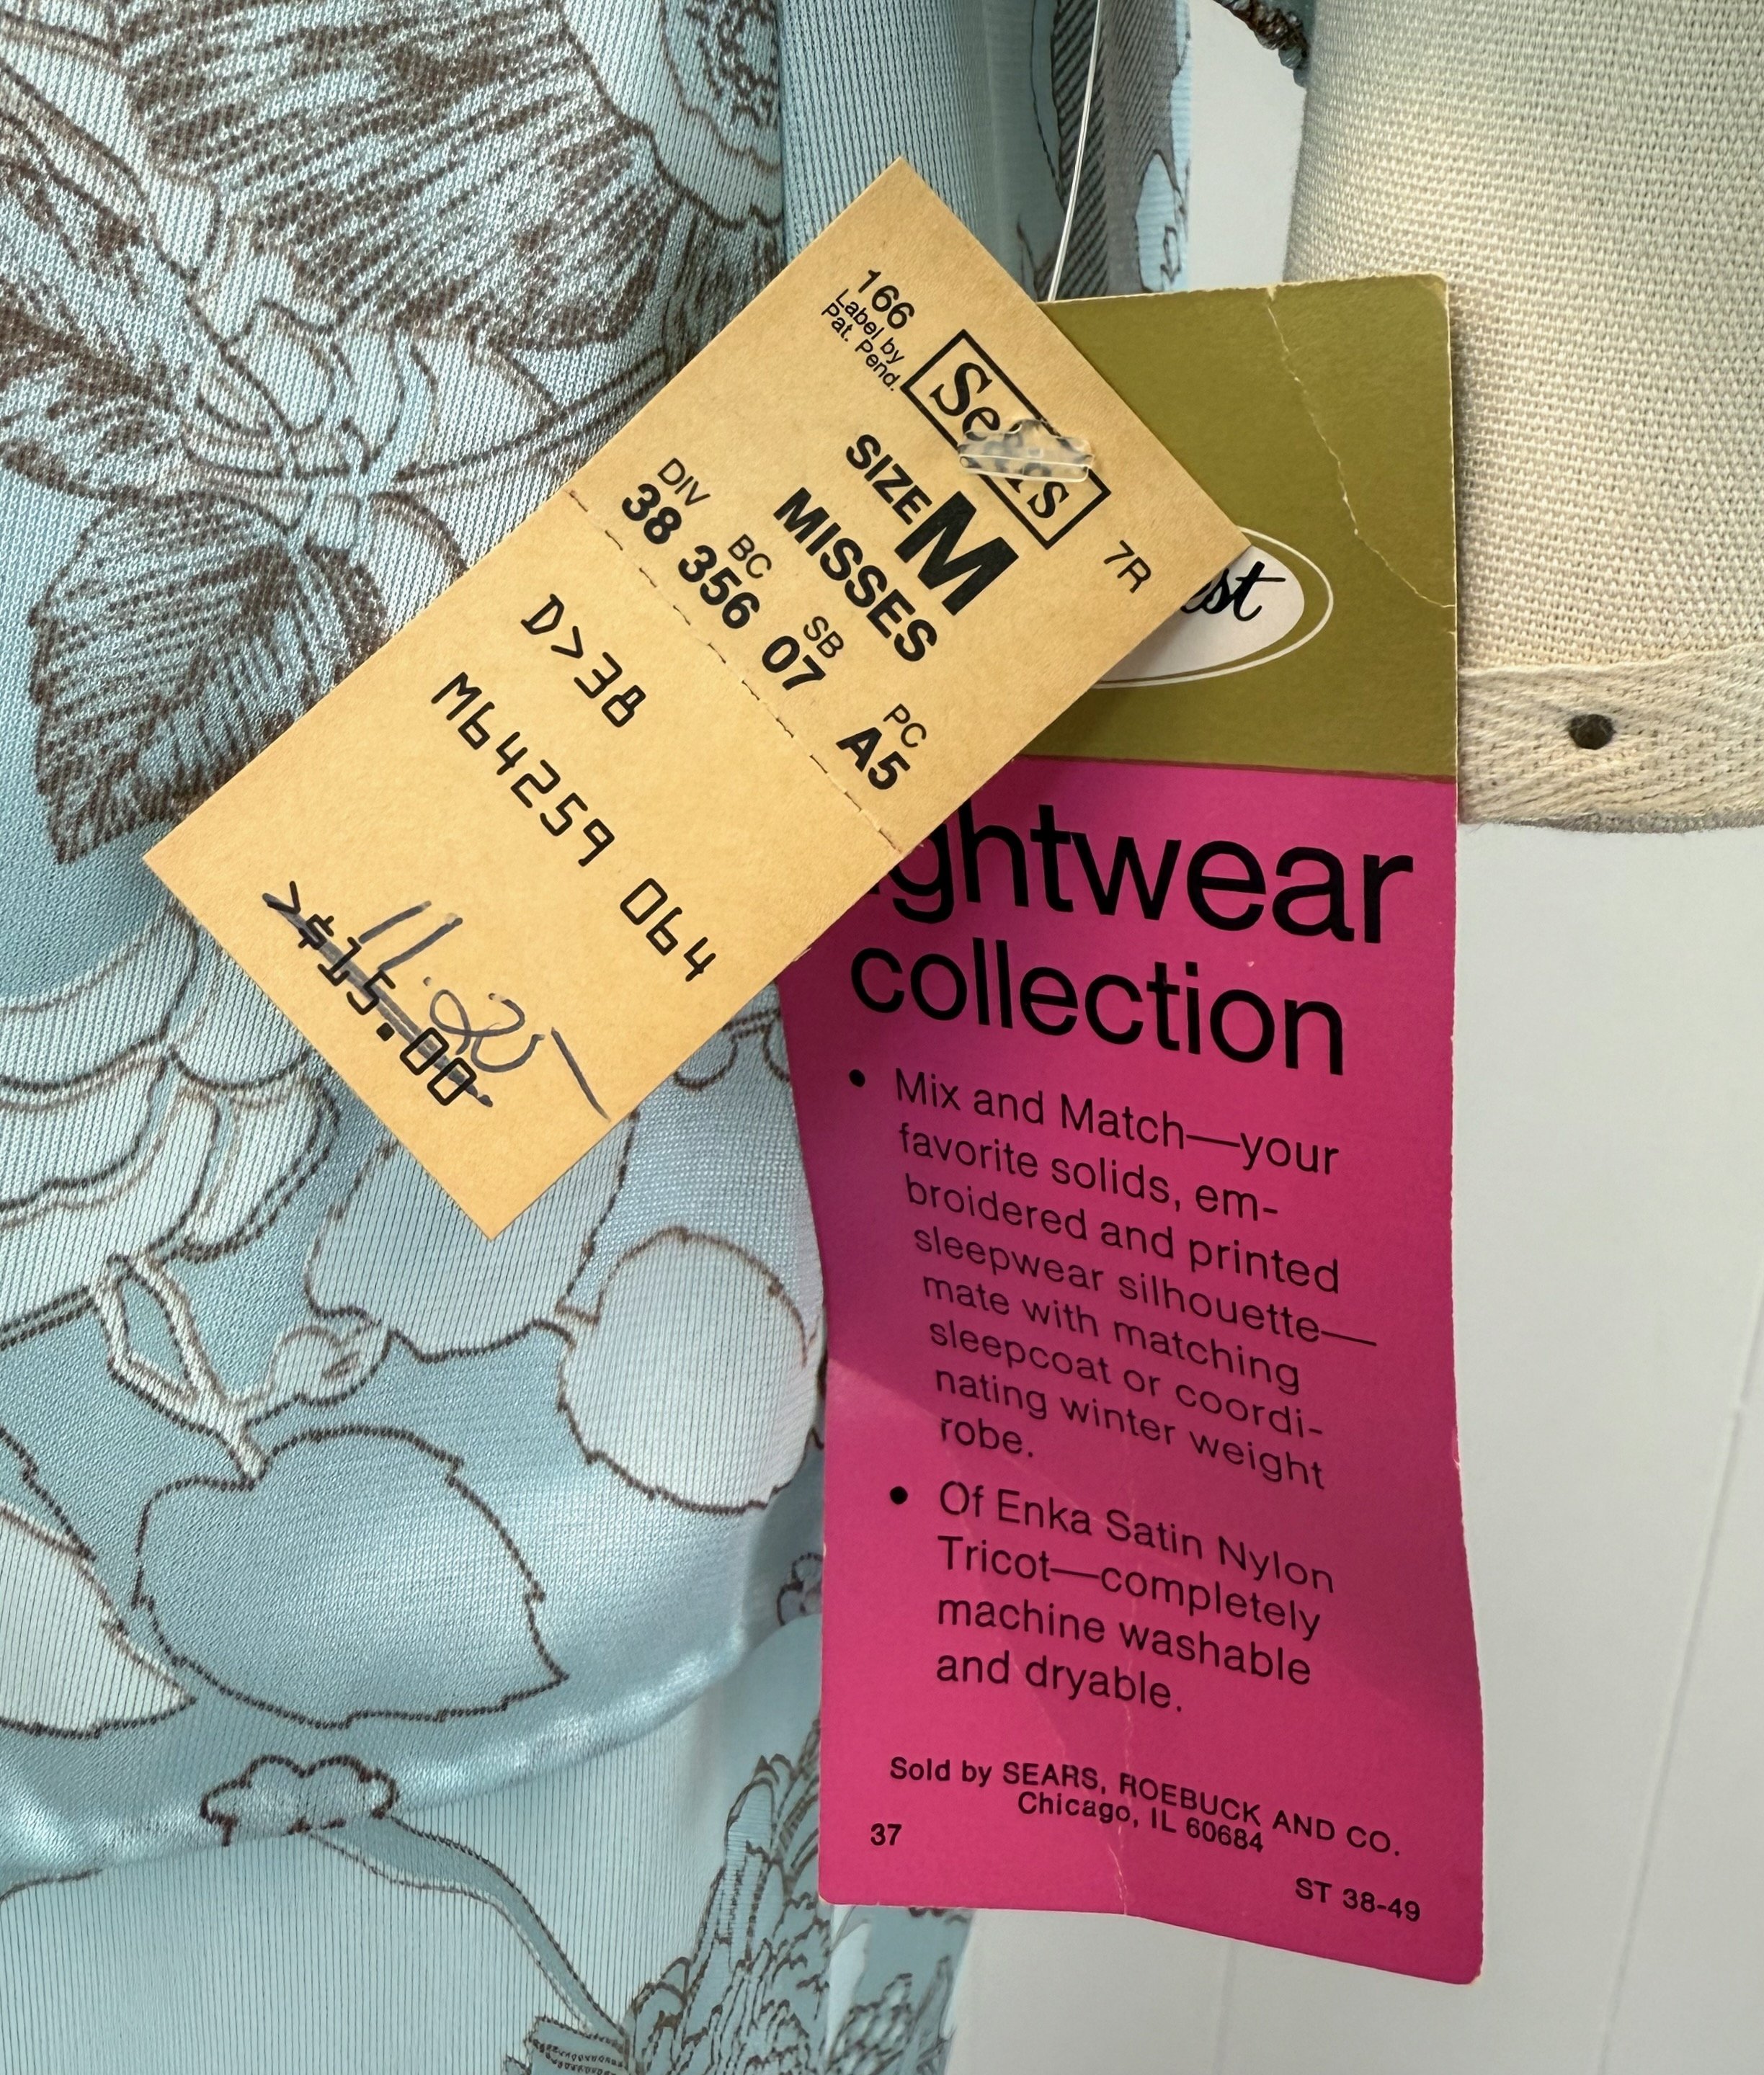 166
Label by
Pat. Pend.
Sears
7R
SIZE M
MISSES
DIV BC SB PC
38 356 07 A5
D>38
M64259 064
>$15.00
11.25
collection
• Mix and Match—your
favorite solids, em-
broidered and printed
sleepwear silhouette—
mate with matching
sleepcoat or coordi-
nating winter weight
robe.
• Of Enka Satin Nylon
Tricot—completely
machine washable
and dryable.
Sold by SEARS, ROEBUCK AND CO.
Chicago, IL 60684
37
ST 38-49